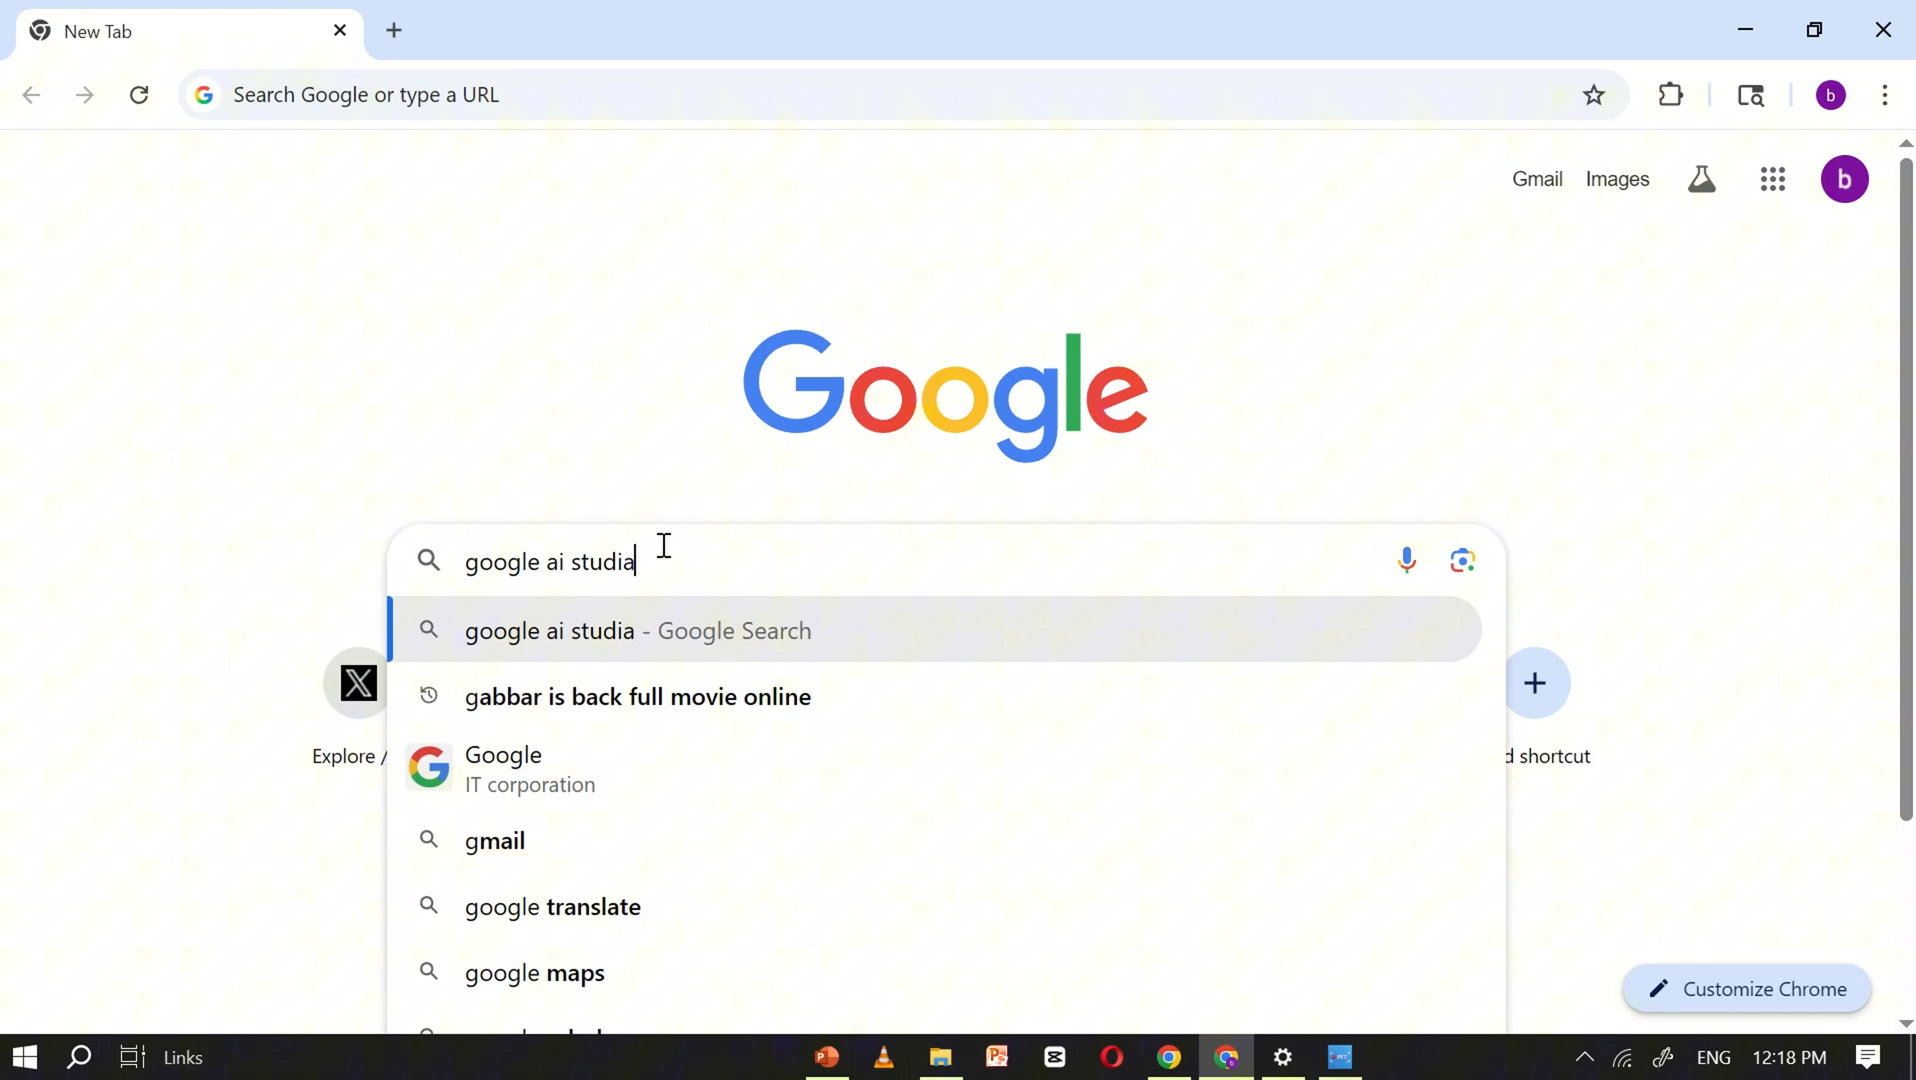 New Tab
Search Google or type a URL
b
Gmail
Images
b
Google
google ai studia
google ai studia - Google Search
gabbar is back full movie online
Google
IT corporation
Explore /
d shortcut
gmail
google translate
google maps
Customize Chrome
Links
ENG
12:18 PM